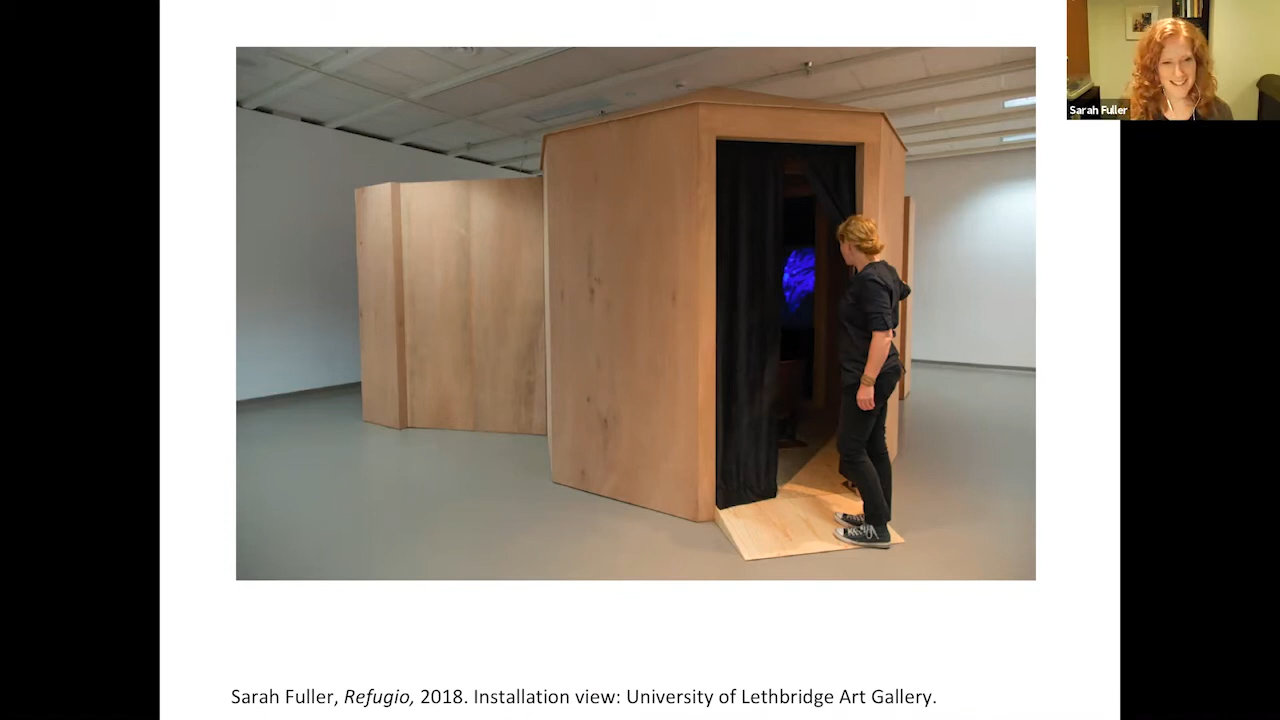 Sarah Fuller
Sarah Fuller, Refugio, 2018. Installation view: University of Lethbridge Art Gallery.